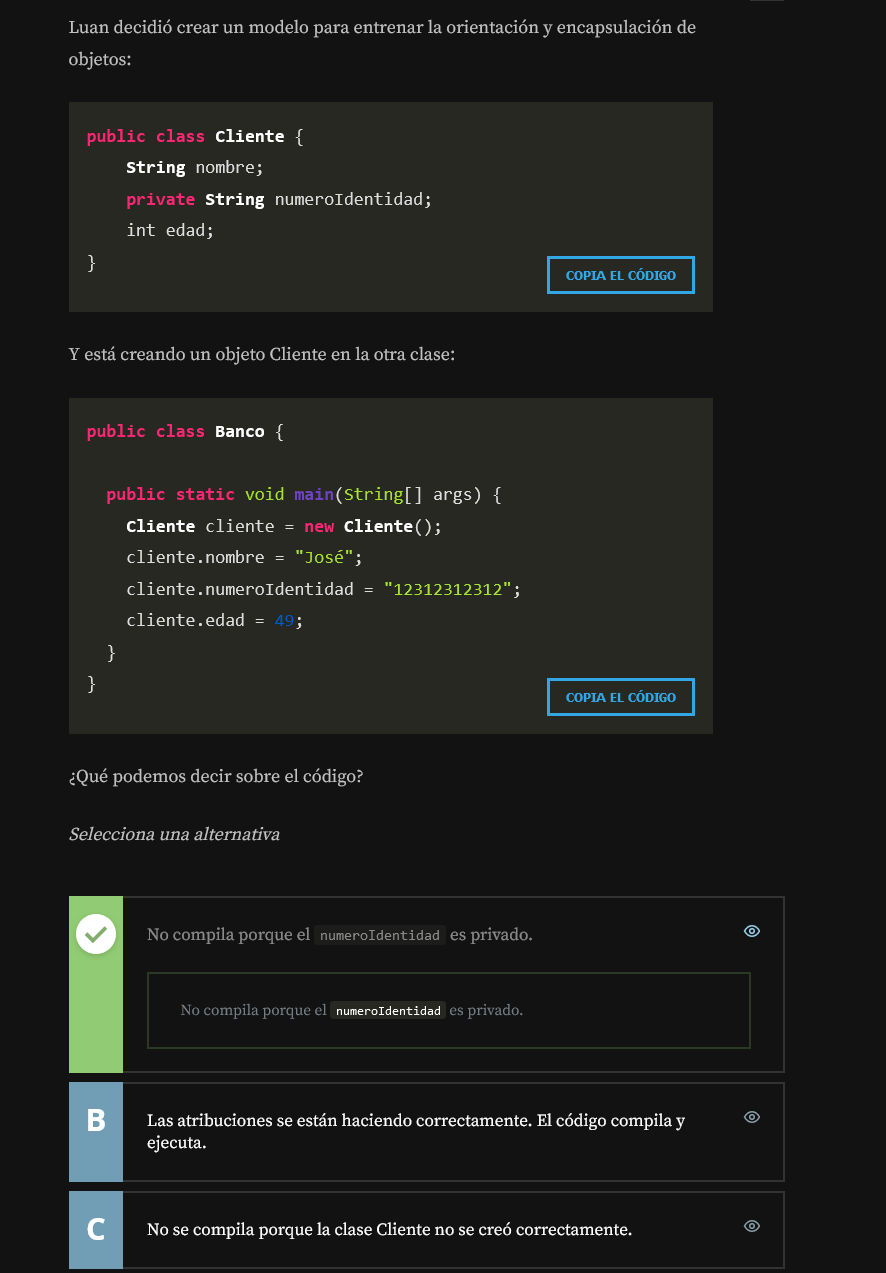 Luan decidió crear un modelo para entrenar la orientación y encapsulación de
objetos:
public class Cliente {
    String nombre;
    private String numeroIdentidad;
    int edad;
}
COPIA EL CÓDIGO
Y está creando un objeto Cliente en la otra clase:
public class Banco {
  public static void main(String[] args) {
    Cliente cliente = new Cliente();
    cliente.nombre = "José";
    cliente.numeroIdentidad = "12312312312";
    cliente.edad = 49;
  }
}
COPIA EL CÓDIGO
¿Qué podemos decir sobre el código?
Selecciona una alternativa
No compila porque el numeroIdentidad es privado.
No compila porque el numeroIdentidad es privado.
B
Las atribuciones se están haciendo correctamente. El código compila y
ejecuta.
C
No se compila porque la clase Cliente no se creó correctamente.